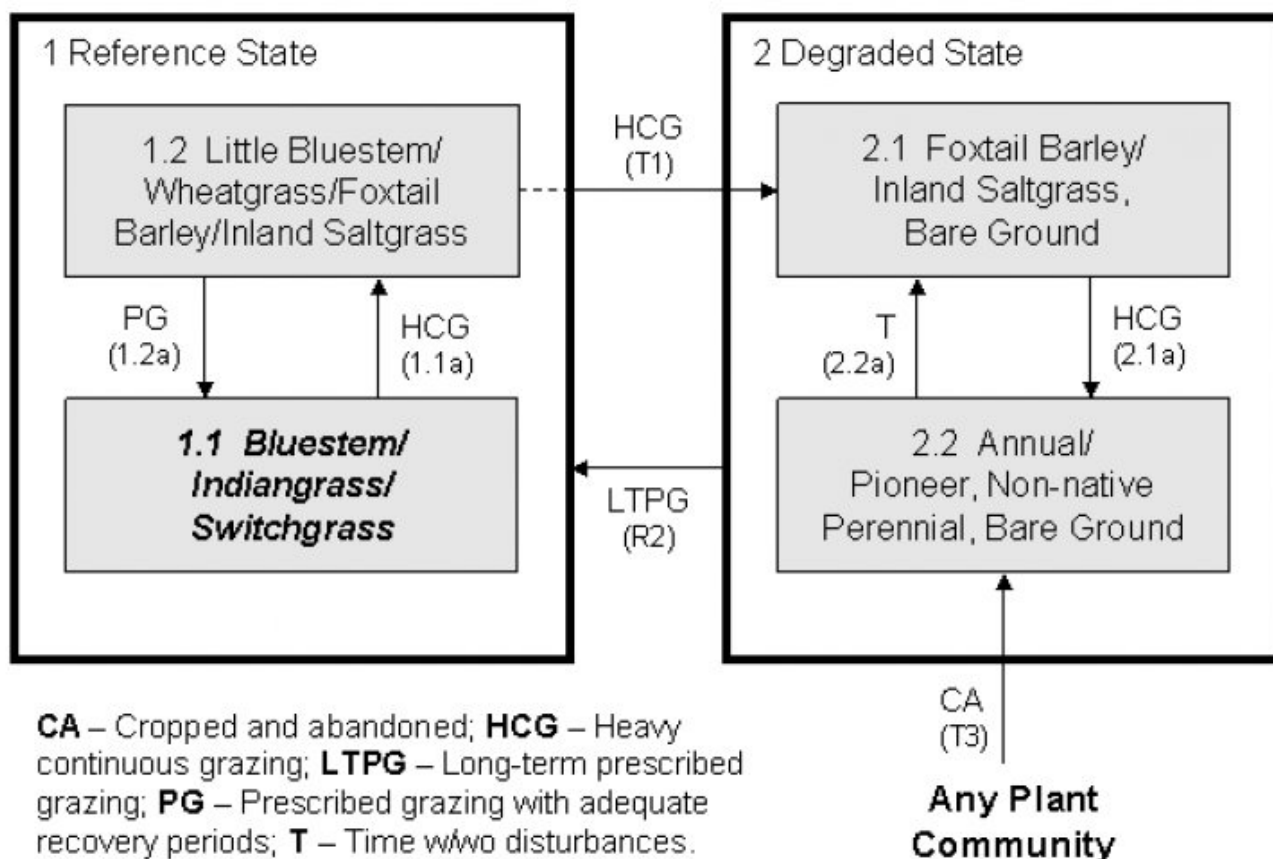 1 Reference State
1.2 Little Bluestem/
Wheatgrass/Foxtail
Barley/Inland Saltgrass
PG
(1.2a)
HCG
(1.1a)
1.1 Bluestem/
Indiangrass/
Switchgrass
HCG
(T1)
LTPG
(R2)
2 Degraded State
2.1 Foxtail Barley/
Inland Saltgrass,
Bare Ground
T
(2.2a)
HCG
(2.1a)
2.2 Annual/
Pioneer, Non-native
Perennial, Bare Ground
CA
(T3)
Any Plant
Community
CA – Cropped and abandoned; HCG – Heavy
continuous grazing; LTPG – Long-term prescribed
grazing; PG – Prescribed grazing with adequate
recovery periods; T – Time w/wo disturbances.